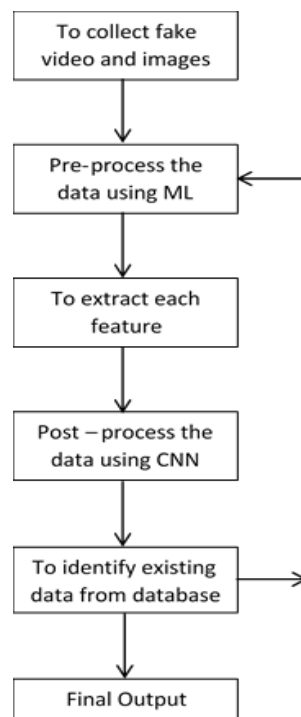 To collect fake
video and images
Pre-process the
data using ML
To extract each
feature
Post – process the
data using CNN
To identify existing
data from database
Final Output